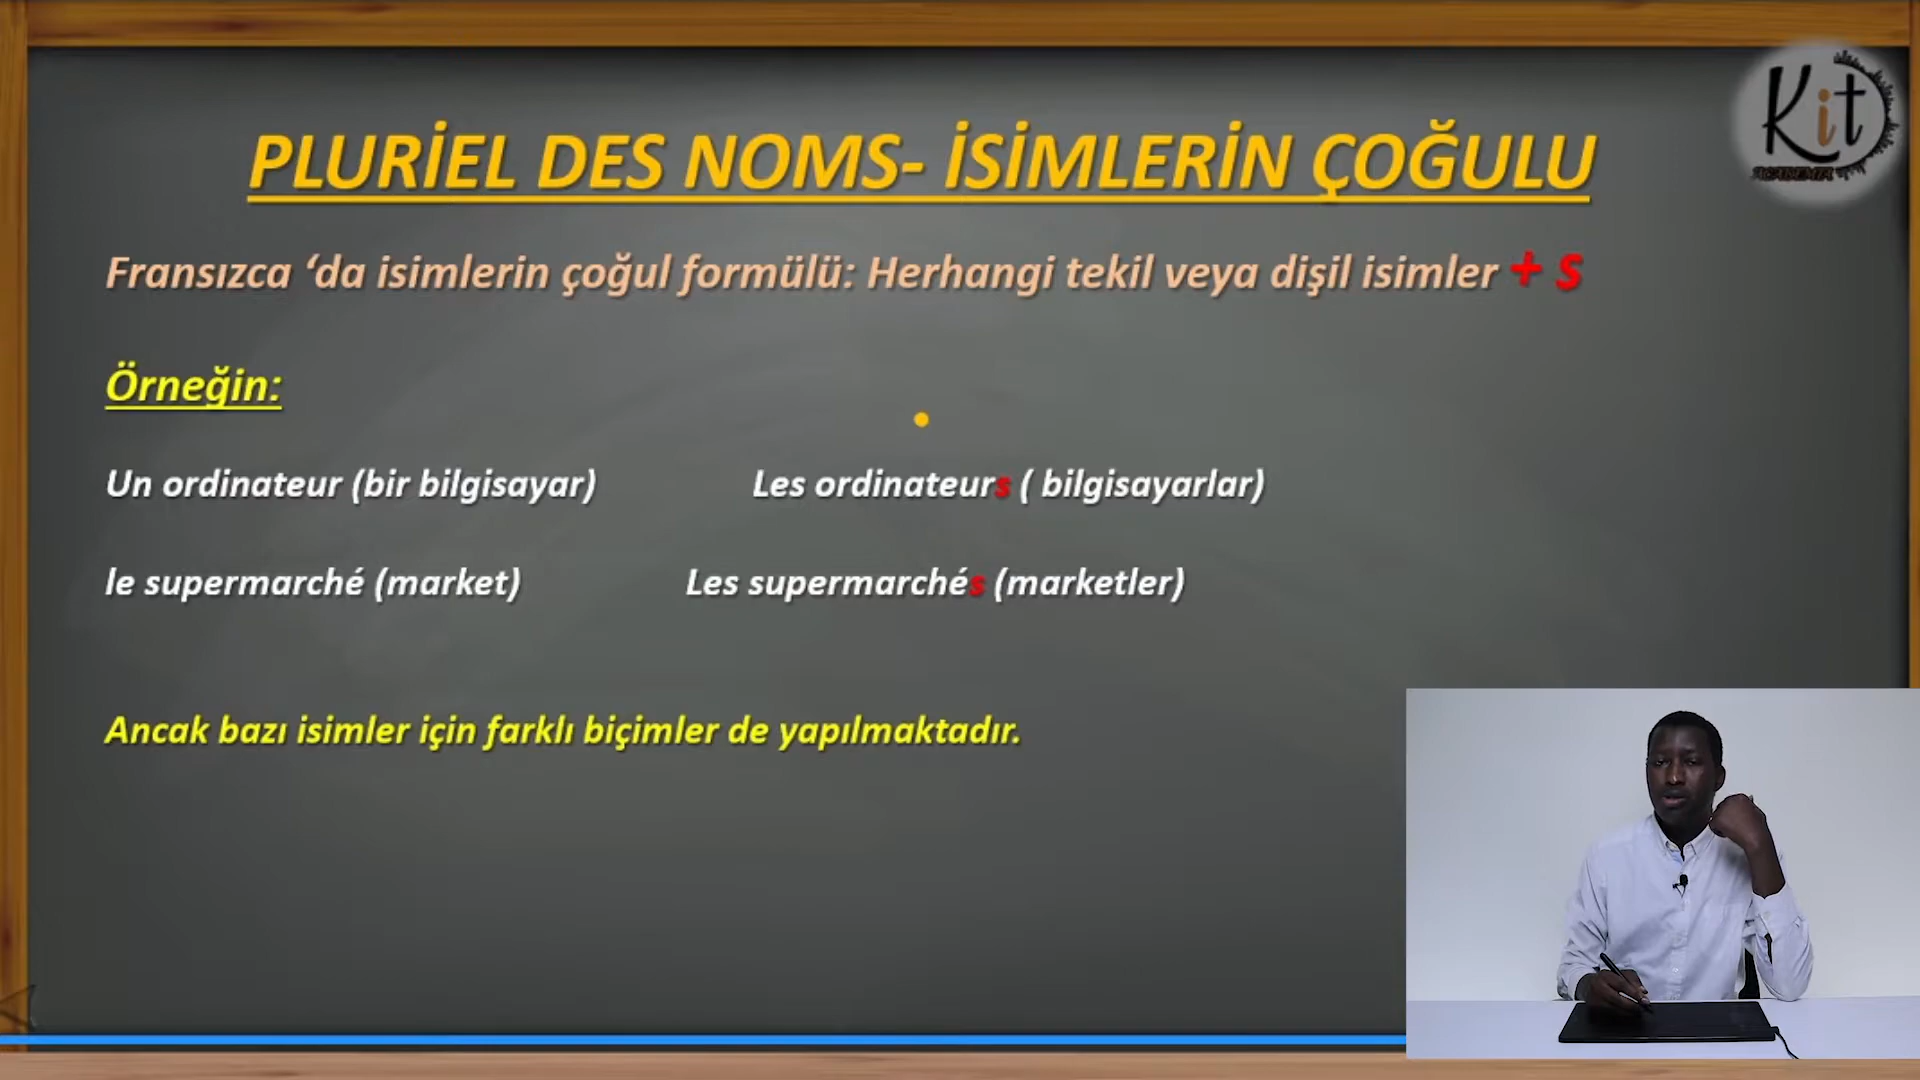 Kit
ACADEMIA
PLURİEL DES NOMS- İSİMLERİN ÇOĞULU
Fransızca ‘da isimlerin çoğul formülü: Herhangi tekil veya dişil isimler + s
Örneğin:
Un ordinateur (bir bilgisayar) Les ordinateurs ( bilgisayarlar)
le supermarché (market) Les supermarchés (marketler)
Ancak bazı isimler için farklı biçimler de yapılmaktadır.